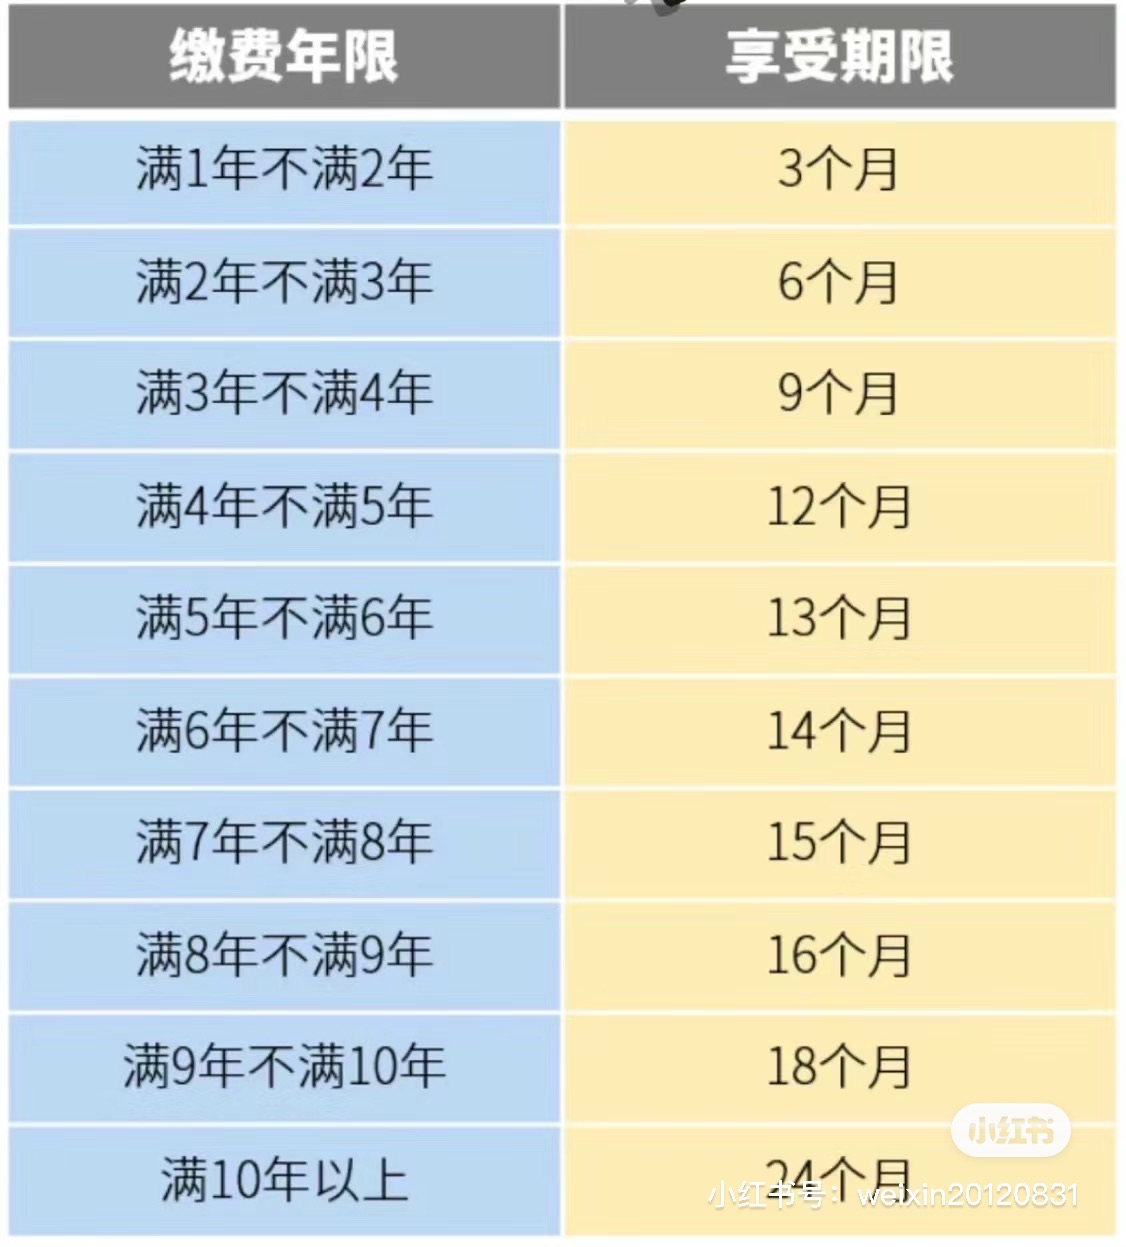 缴费年限 享受期限
满1年不满2年 3个月
满2年不满3年 6个月
满3年不满4年 9个月
满4年不满5年 12个月
满5年不满6年 13个月
满6年不满7年 14个月
满7年不满8年 15个月
满8年不满9年 16个月
满9年不满10年 18个月
小红书
满10年以上 24个月
小红书号：weixin20120831